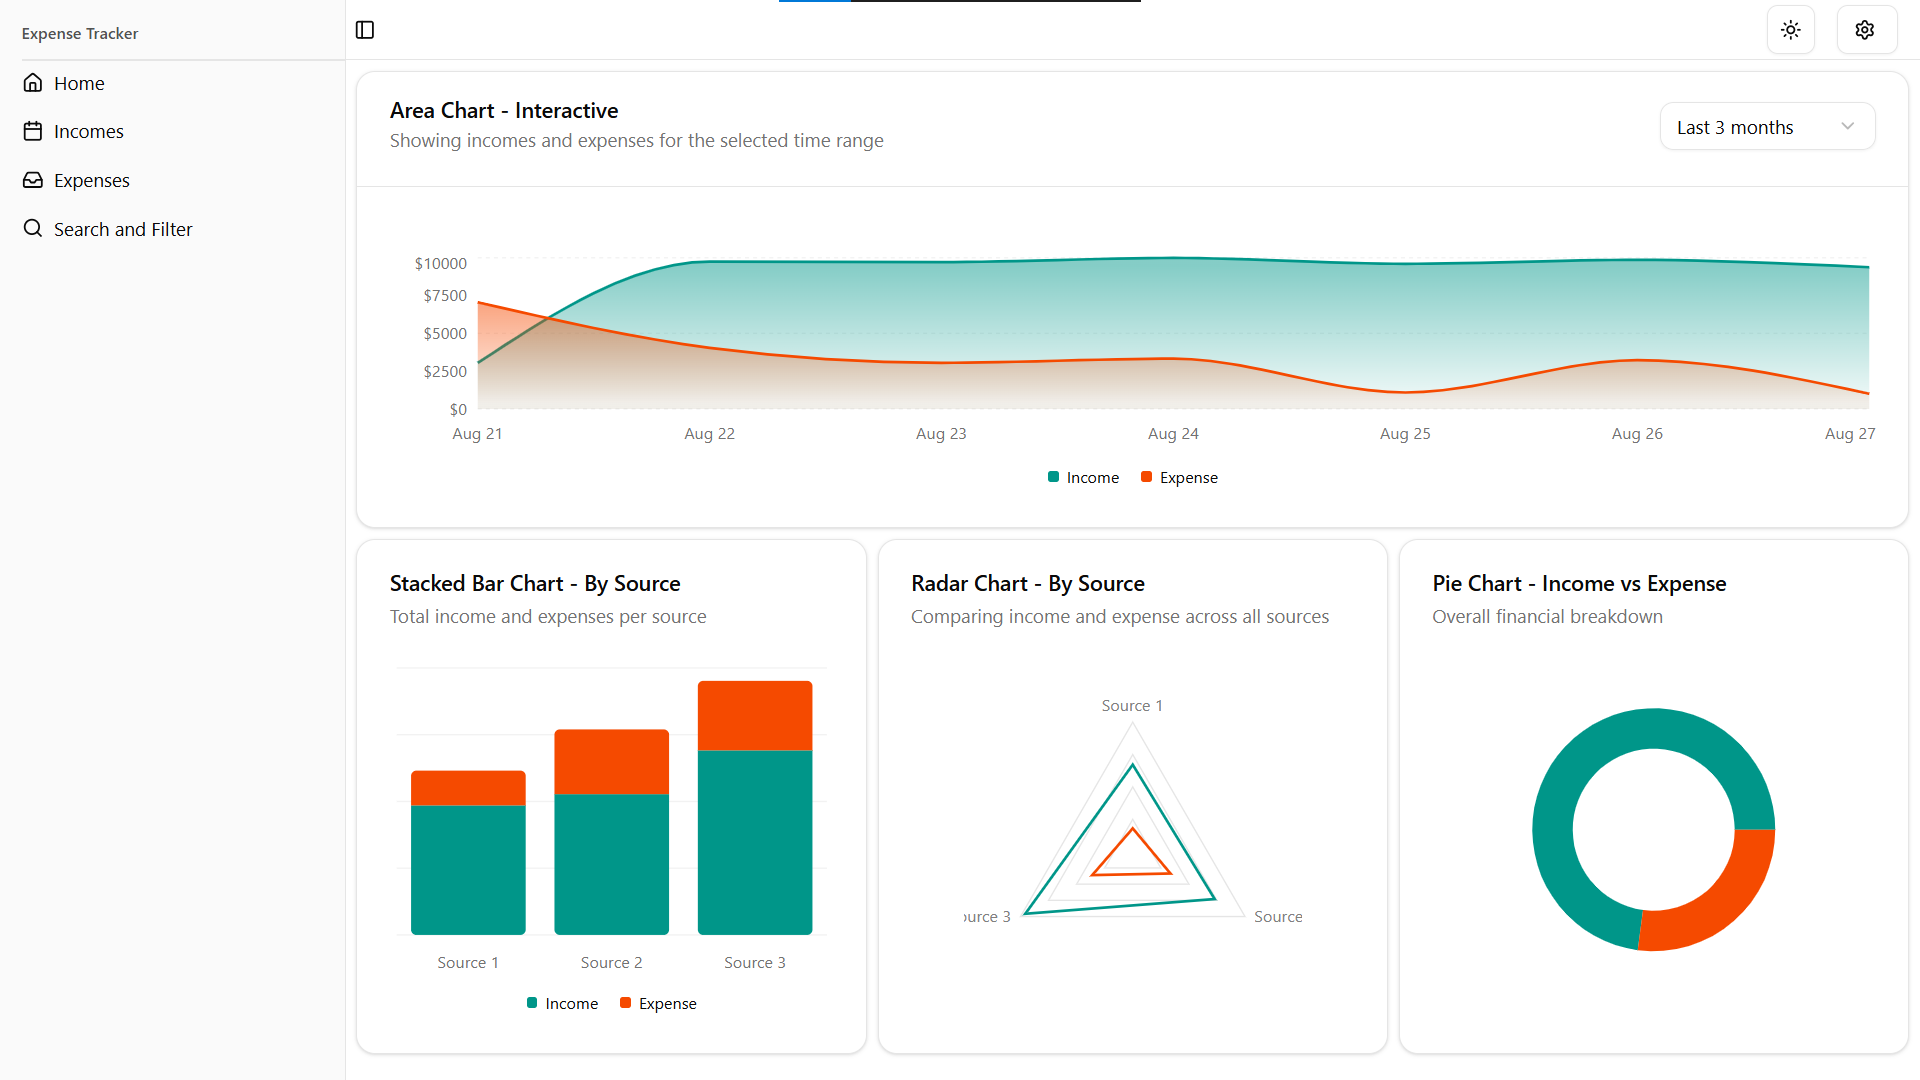 Expense Tracker
Home
Incomes
Expenses
Search and Filter
Area Chart - Interactive
Showing incomes and expenses for the selected time range
Last 3 months
$10000
$7500
$5000
$2500
$0
Aug 21 Aug 22 Aug 23 Aug 24 Aug 25 Aug 26 Aug 27
Income Expense
Stacked Bar Chart - By Source
Total income and expenses per source
Source 1 Source 2 Source 3
Income Expense
Radar Chart - By Source
Comparing income and expense across all sources
Source 1
urce 3 Source
Pie Chart - Income vs Expense
Overall financial breakdown